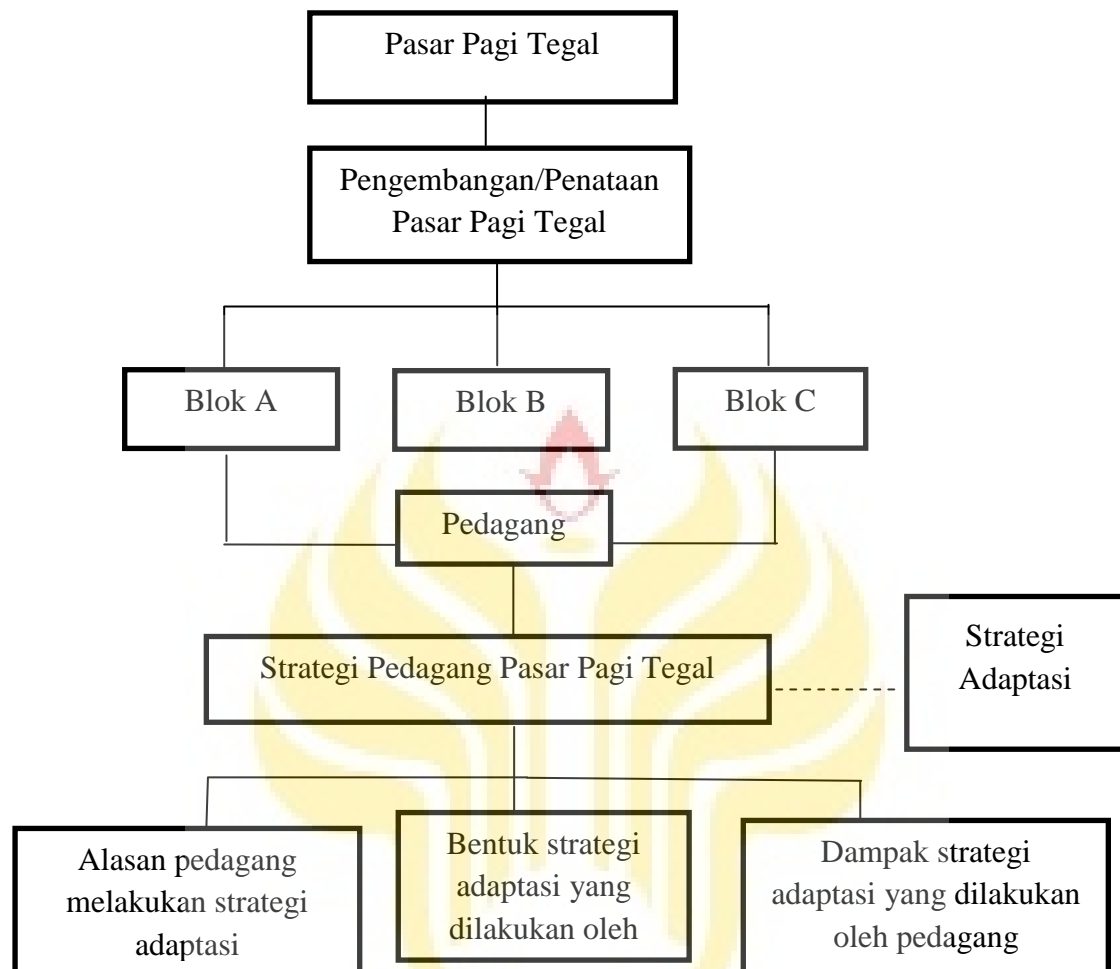 Pasar Pagi Tegal
Pengembangan/Penataan
Pasar Pagi Tegal
Blok A
Blok B
Blok C
Pedagang
Strategi Pedagang Pasar Pagi Tegal
Strategi
Adaptasi
Alasan pedagang
melakukan strategi
adaptasi
Bentuk strategi
adaptasi yang
dilakukan oleh
Dampak strategi
adaptasi yang dilakukan
oleh pedagang